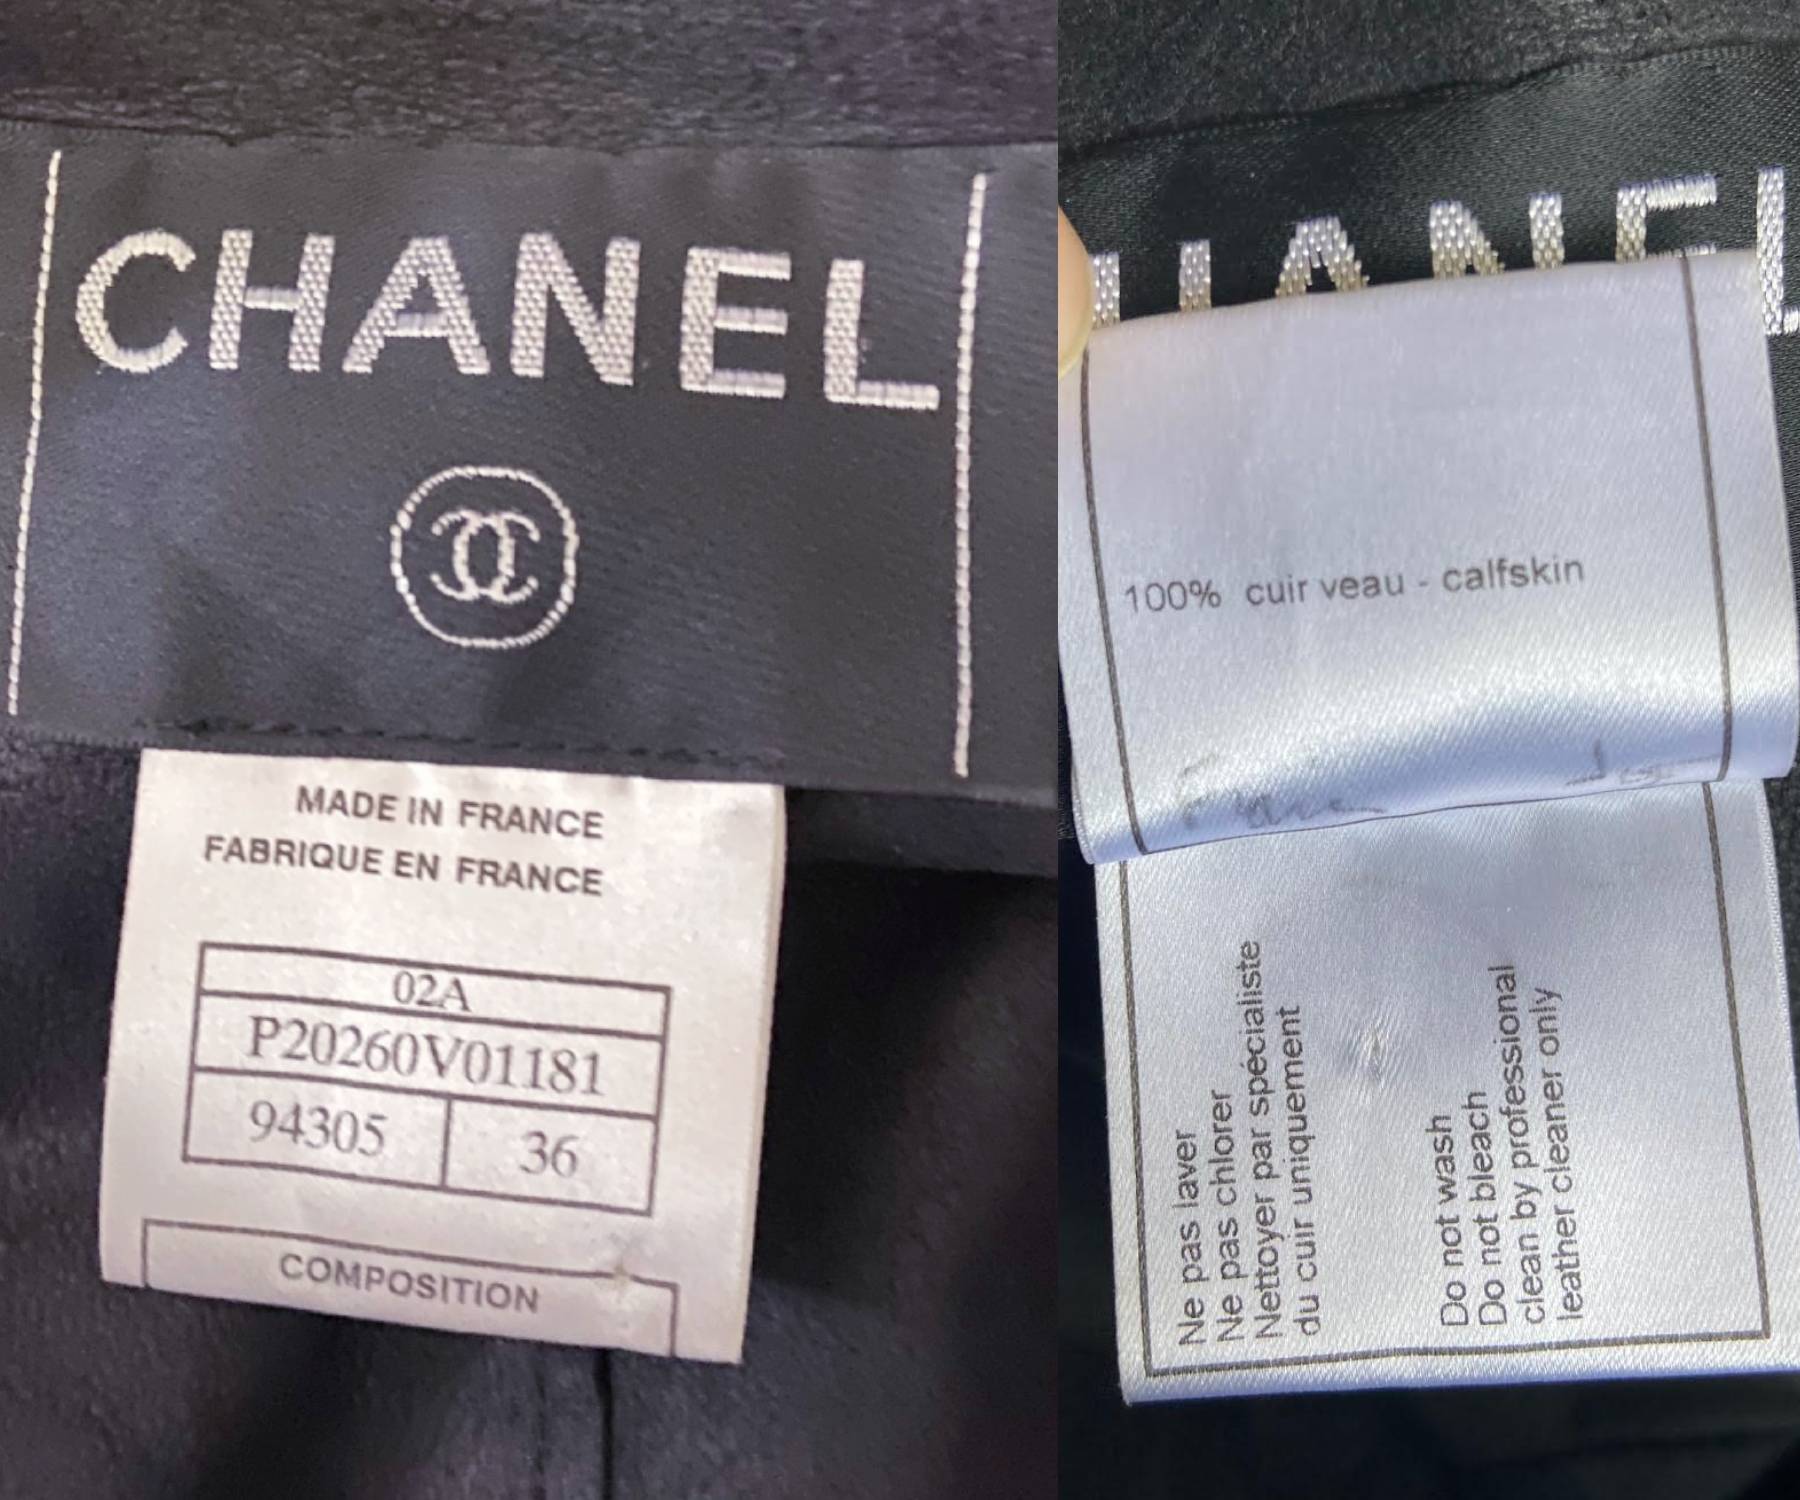 CHANEL
MADE IN FRANCE
FABRIQUE EN FRANCE
02A
P20260V01181
94305 36
COMPOSITION
CHANEL
100% cuir veau - calfskin
Ne pas laver
Ne pas chlorer
Nettoyer par spécialiste
du cuir uniquement
Do not wash
Do not bleach
clean by professional
leather cleaner only